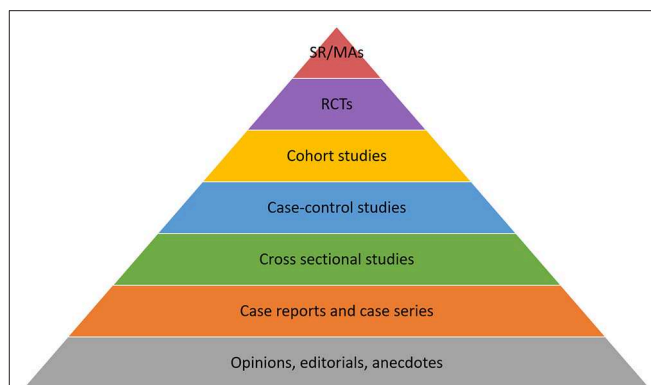 SR/MAs
RCTs
Cohort studies
Case-control studies
Cross sectional studies
Case reports and case series
Opinions, editorials, anecdotes